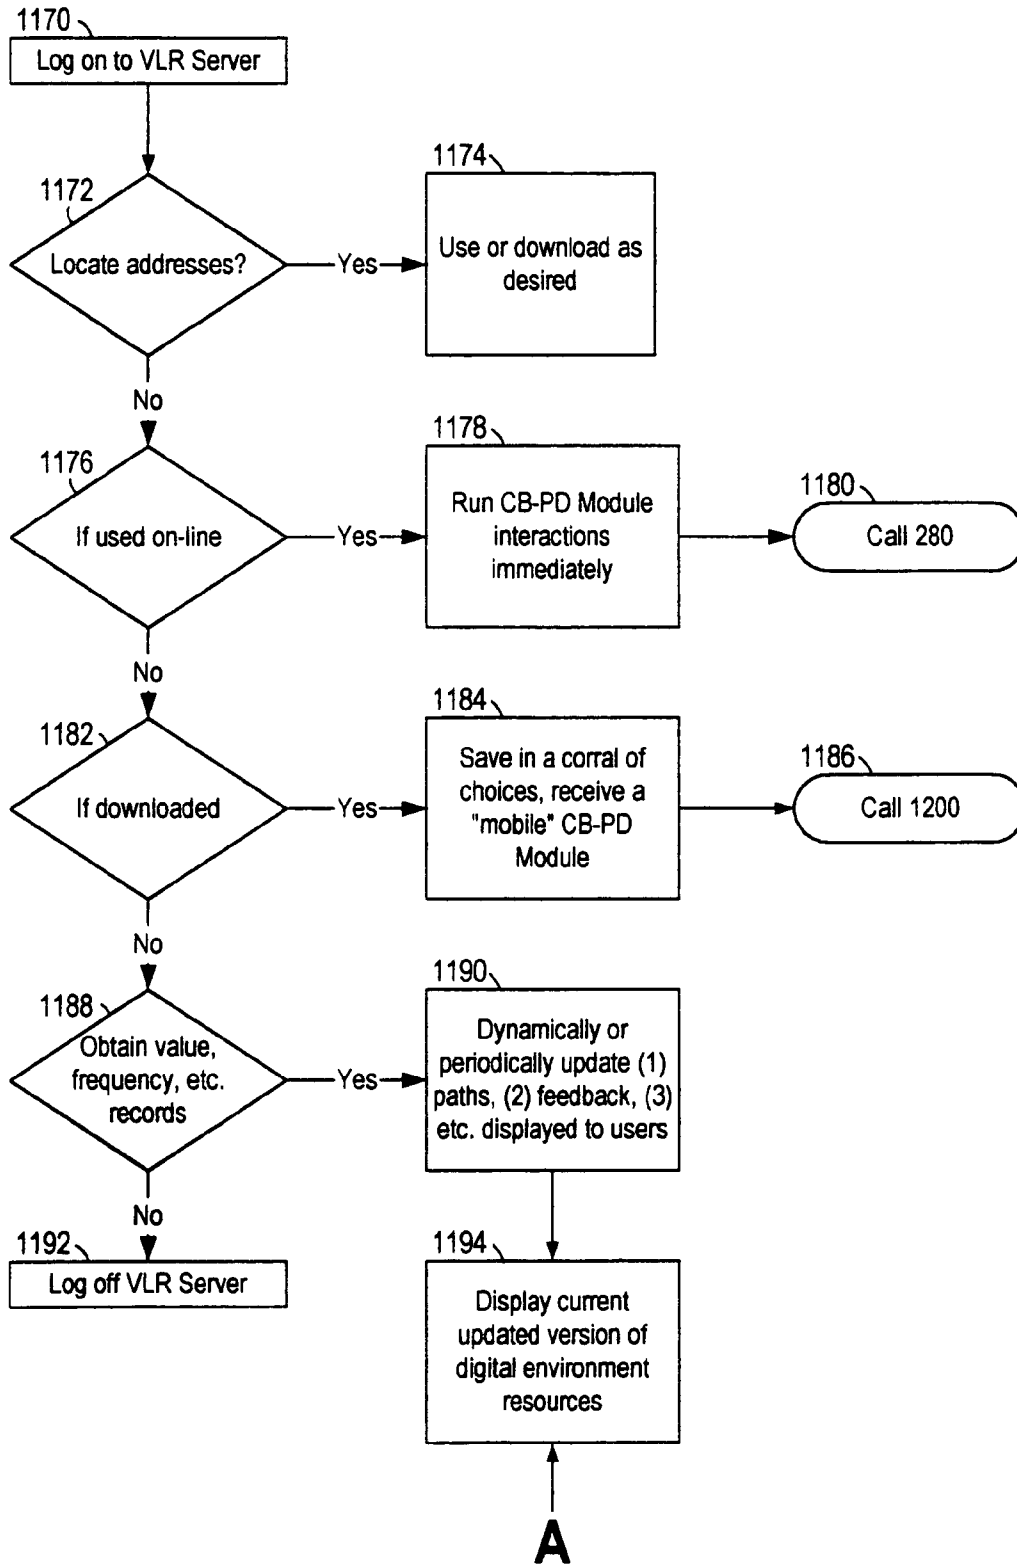 1170
Log on to VLR Server
1172
Locate addresses?
Yes
1174
Use or download as
desired
No
1176
If used on-line
Yes
1178
Run CB-PD Module
interactions
immediately
1180
Call 280
No
1182
If downloaded
Yes
1184
Save in a corral of
choices, receive a
"mobile" CB-PD
Module
1186
Call 1200
No
1188
Obtain value,
frequency, etc.
records
Yes
1190
Dynamically or
periodically update (1)
paths, (2) feedback, (3)
etc. displayed to users
No
1192
Log off VLR Server
1194
Display current
updated version of
digital environment
resources
A